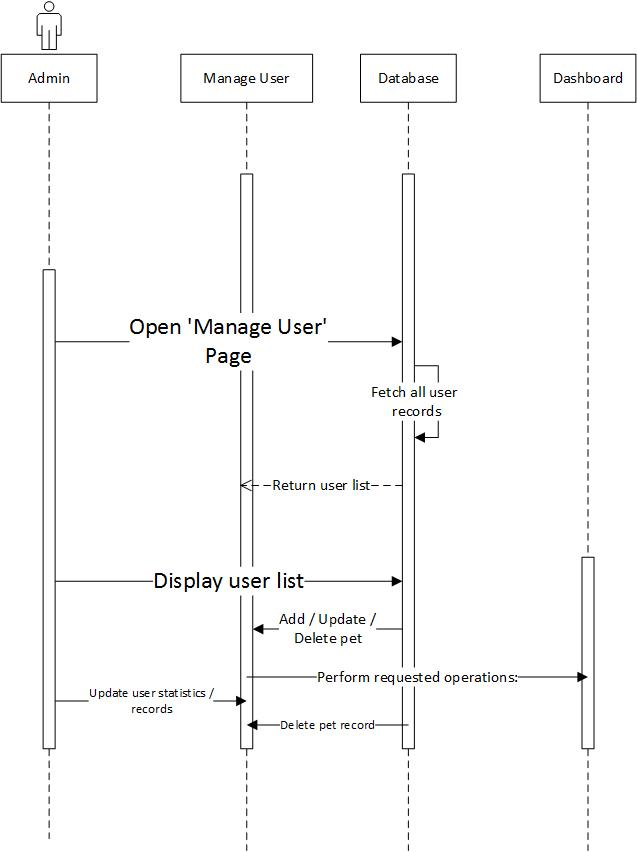 Admin
Manage User
Database
Dashboard
Open 'Manage User'
Page
Fetch all user
records
Return user list
Display user list
Add / Update /
Delete pet
Perform requested operations:
Update user statistics /
records
Delete pet record